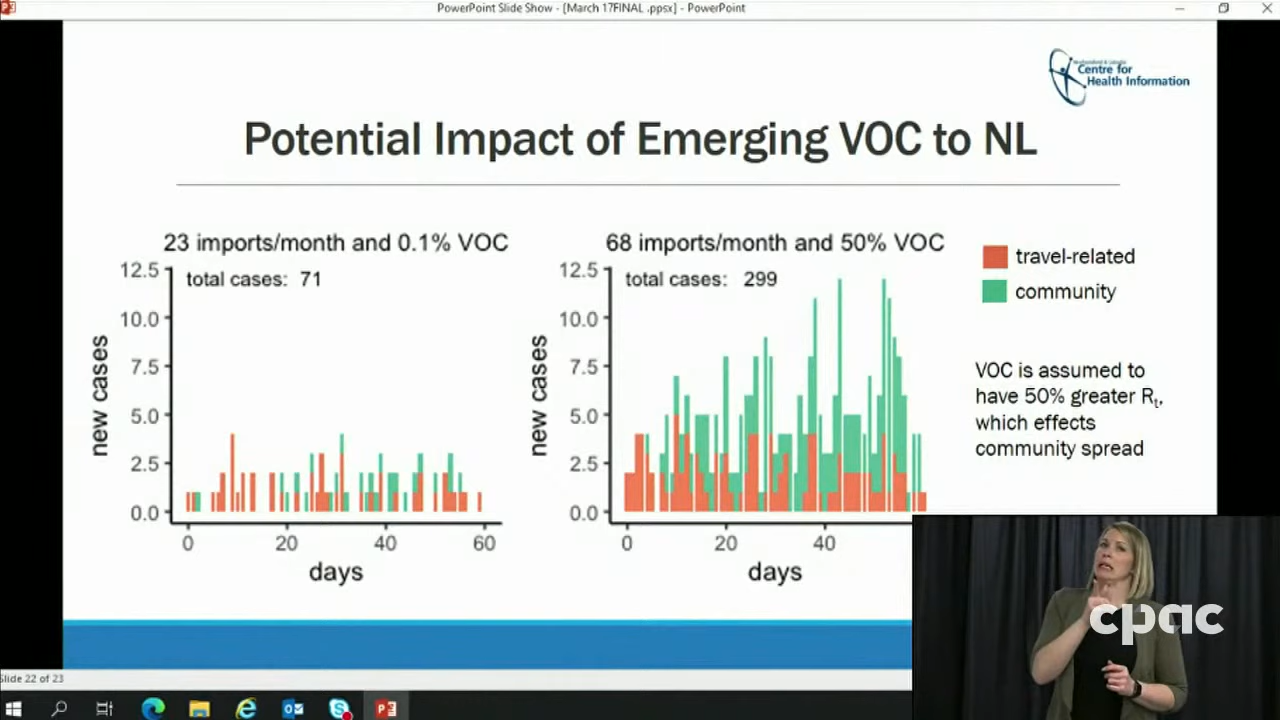 PowerPoint Slide Show - [March 17FINAL .ppsx] - PowerPoint
Centre for
Health Information
Potential Impact of Emerging VOC to NL
23 imports/month and 0.1% VOC
total cases: 71
12.5
10.0
7.5
5.0
2.5
0.0
new cases
0 20 40 60
days
68 imports/month and 50% VOC
total cases: 299
12.5
10.0
7.5
5.0
2.5
0.0
new cases
0 20 40
days
travel-related
community
VOC is assumed to
have 50% greater Rt,
which effects
community spread
cpac
Slide 22 of 23